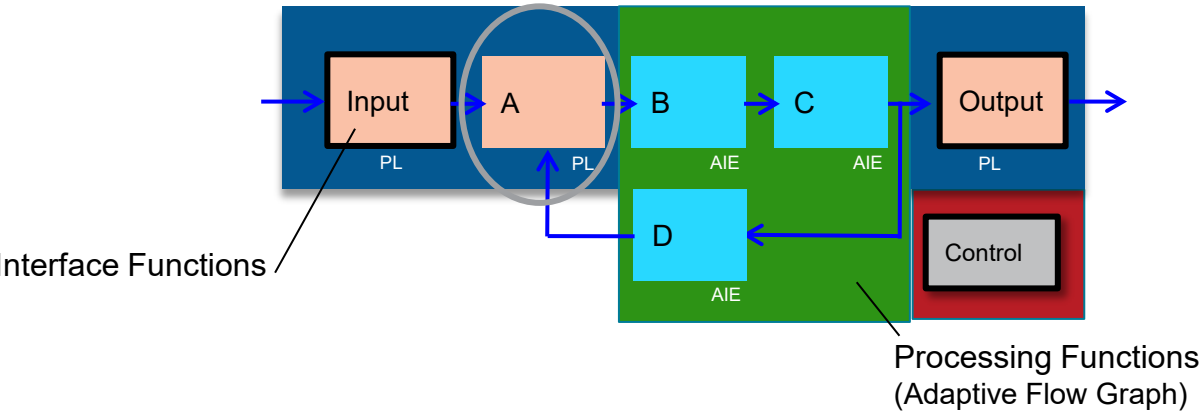 Input
A
B
C
Output
PL
PL
AIE
AIE
PL
D
AIE
Control
Interface Functions
Processing Functions
(Adaptive Flow Graph)